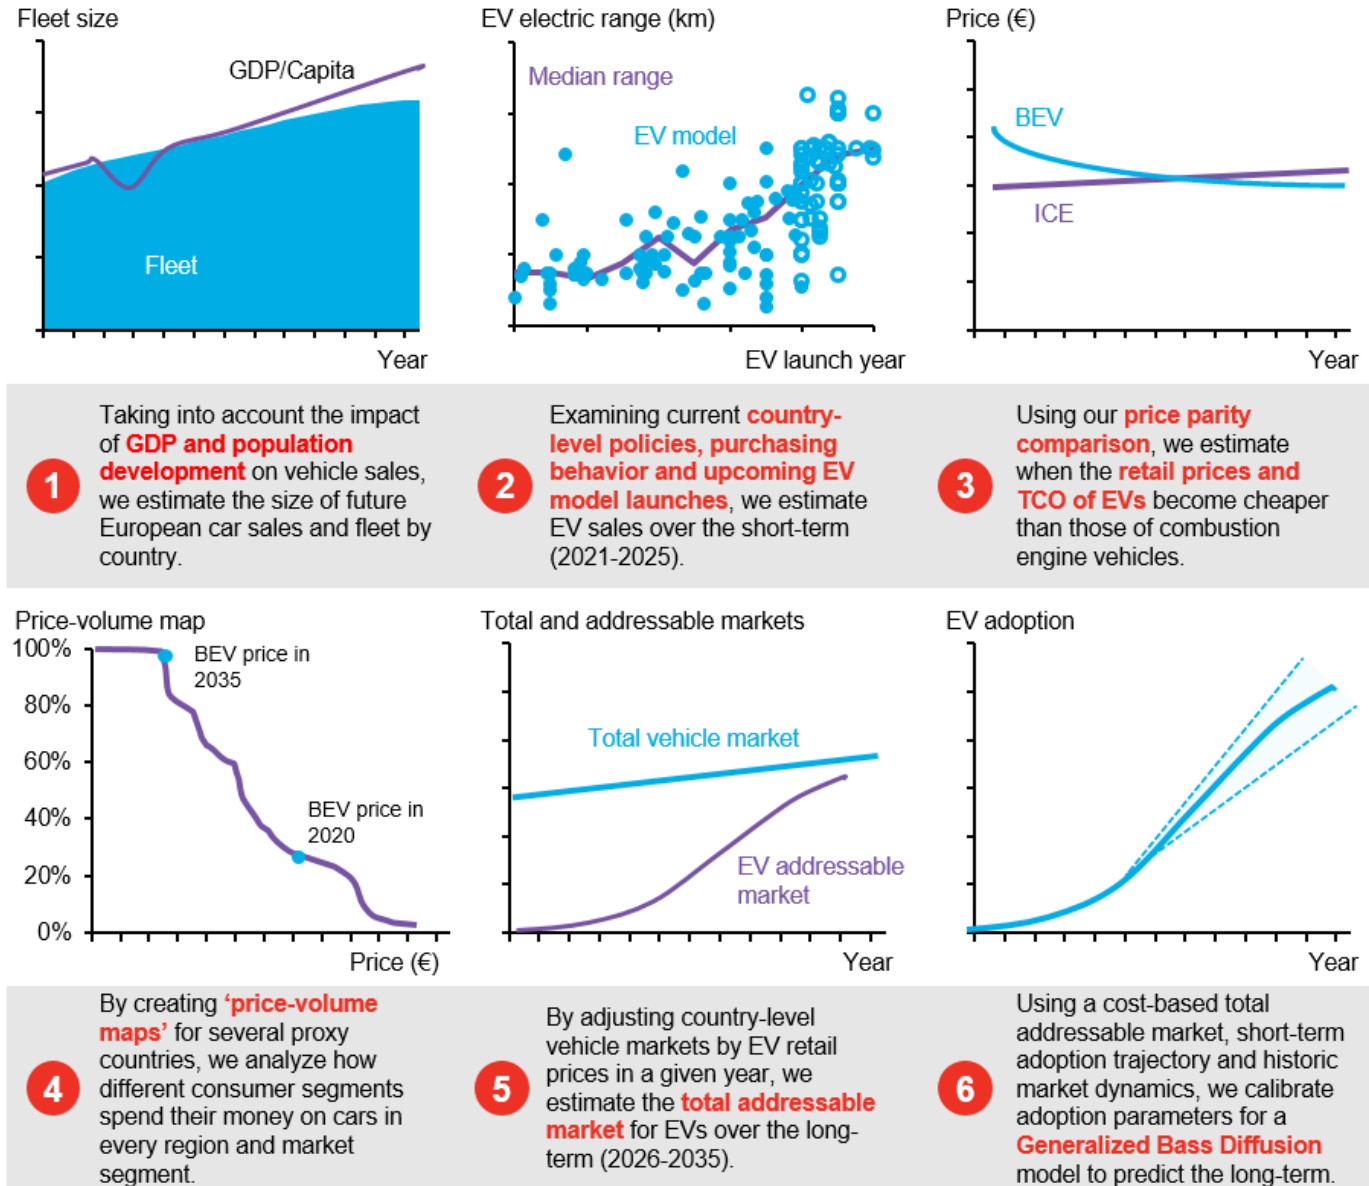 Fleet size
GDP/Capita
Fleet
Year
EV electric range (km)
Median range
EV model
EV launch year
Price (€)
BEV
ICE
Year
1
Taking into account the impact
of GDP and population
development on vehicle sales,
we estimate the size of future
European car sales and fleet by
country.
2
Examining current country-
level policies, purchasing
behavior and upcoming EV
model launches, we estimate
EV sales over the short-term
(2021-2025).
3
Using our price parity
comparison, we estimate
when the retail prices and
TCO of EVs become cheaper
than those of combustion
engine vehicles.
Price-volume map
100%
80%
60%
40%
20%
0%
BEV price in
2035
BEV price in
2020
Price (€)
Total and addressable markets
Total vehicle market
EV addressable
market
Year
EV adoption
Year
4
By creating ‘price-volume
maps’ for several proxy
countries, we analyze how
different consumer segments
spend their money on cars in
every region and market
segment.
5
By adjusting country-level
vehicle markets by EV retail
prices in a given year, we
estimate the total addressable
market for EVs over the long-
term (2026-2035).
6
Using a cost-based total
addressable market, short-term
adoption trajectory and historic
market dynamics, we calibrate
adoption parameters for a
Generalized Bass Diffusion
model to predict the long-term.